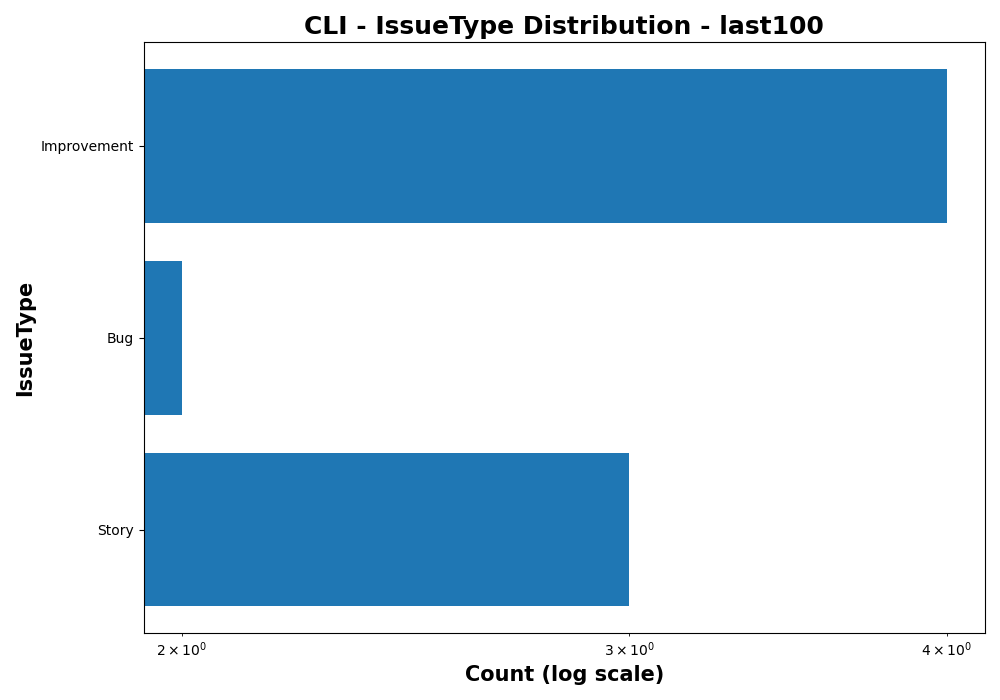 CLI - IssueType Distribution - last100
IssueType
Improvement
Bug
Story
2 × 10⁰
3 × 10⁰
4 × 10⁰
Count (log scale)